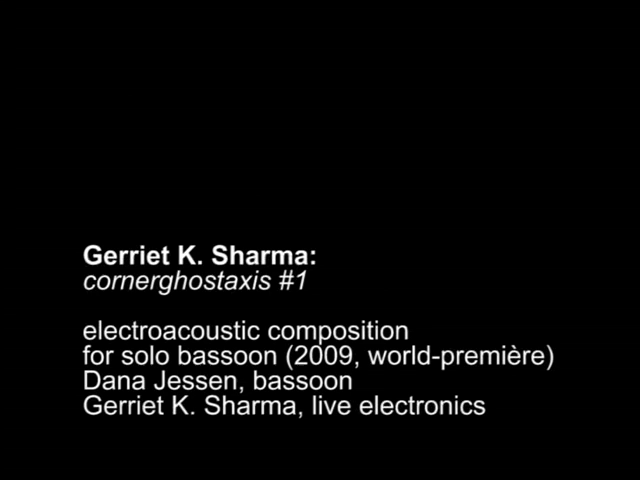 Gerriet K. Sharma:
cornerghostaxis #1
electroacoustic composition
for solo bassoon (2009, world-première)
Dana Jessen, bassoon
Gerriet K. Sharma, live electronics